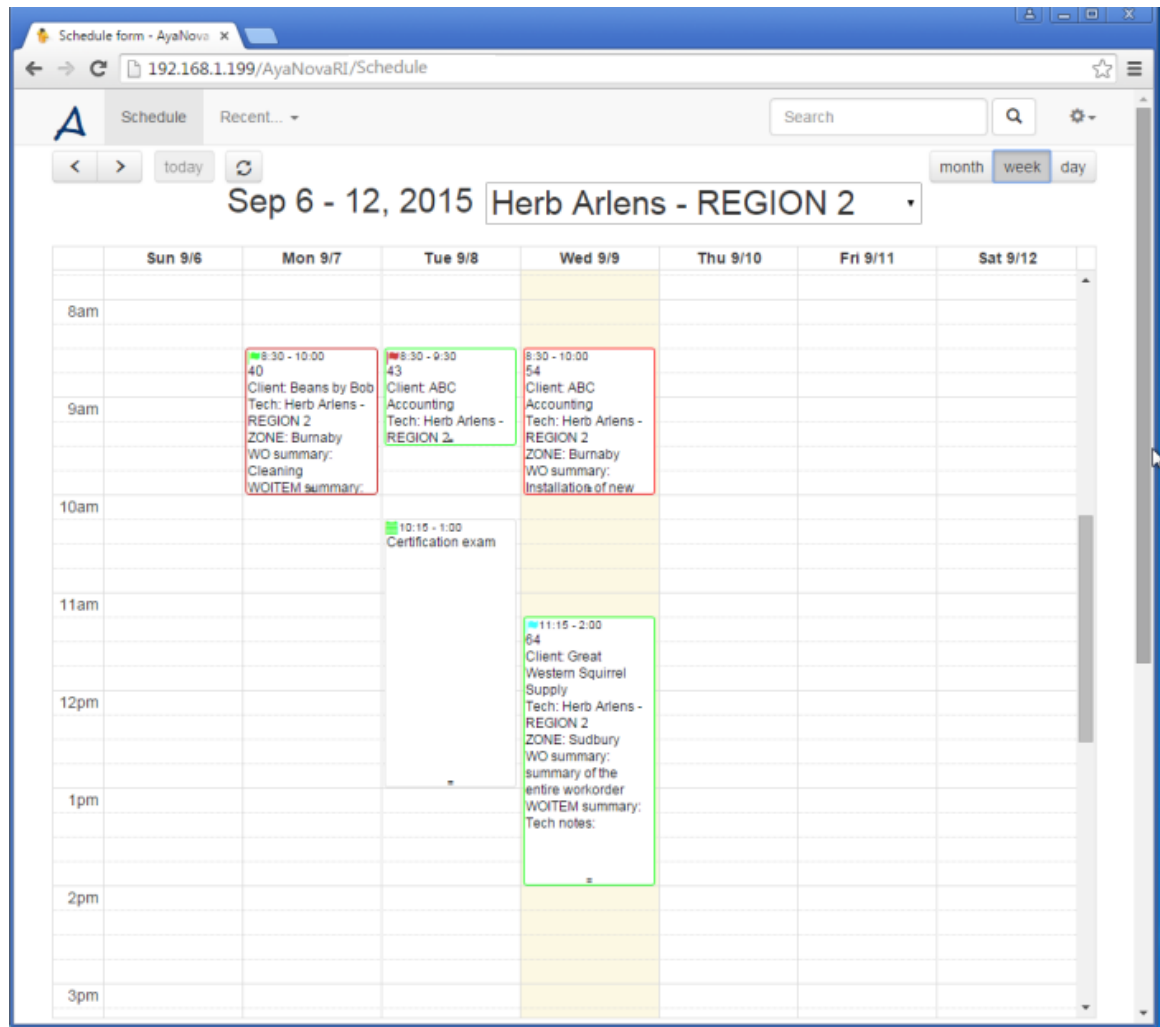 Schedule form - AyaNova
192.168.1.199/AyaNovaRI/Schedule
A Schedule Recent... Search
today month week day
Sep 6 - 12, 2015 Herb Arlens - REGION 2
Sun 9/6 Mon 9/7 Tue 9/8 Wed 9/9 Thu 9/10 Fri 9/11 Sat 9/12
8am
8:30 - 10:00
40
Client: Beans by Bob
Tech: Herb Arlens -
REGION 2
ZONE: Burnaby
WO summary:
Cleaning
WOITEM summary:
8:30 - 9:30
43
Client: ABC
Accounting
Tech: Herb Arlens -
REGION 2
8:30 - 10:00
54
Client: ABC
Accounting
Tech: Herb Arlens -
REGION 2
ZONE: Burnaby
WO summary:
Installation of new
9am
10am
10:15 - 1:00
Certification exam
11am
11:15 - 2:00
64
Client: Great
Western Squirrel
Supply
Tech: Herb Arlens -
REGION 2
ZONE: Sudbury
WO summary:
summary of the
entire workorder
WOITEM summary:
Tech notes:
12pm
1pm
2pm
3pm